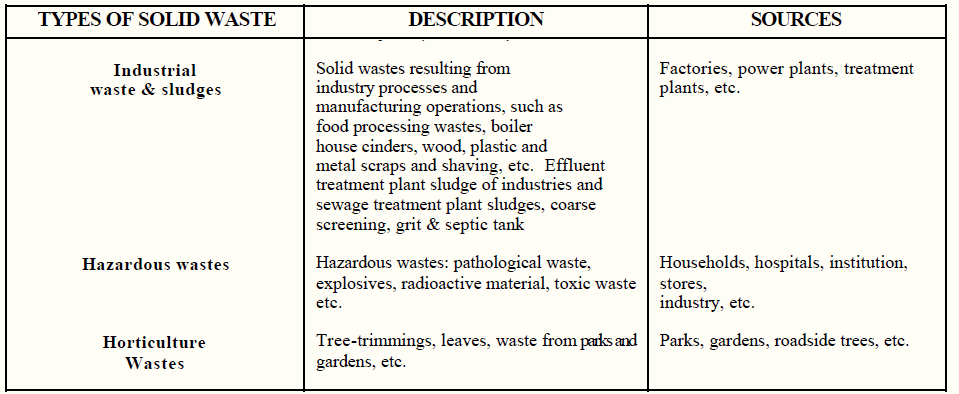 TYPES OF SOLID WASTE
DESCRIPTION
SOURCES
Industrial
waste & sludges
Solid wastes resulting from
industry processes and
manufacturing operations, such as
food processing wastes, boiler
house cinders, wood, plastic and
metal scraps and shaving, etc. Effluent
treatment plant sludge of industries and
sewage treatment plant sludges, coarse
screening, grit & septic tank
Factories, power plants, treatment
plants, etc.
Hazardous wastes
Hazardous wastes: pathological waste,
explosives, radioactive material, toxic waste
etc.
Households, hospitals, institution,
stores,
industry, etc.
Horticulture
Wastes
Tree-trimmings, leaves, waste from parks and
gardens, etc.
Parks, gardens, roadside trees, etc.